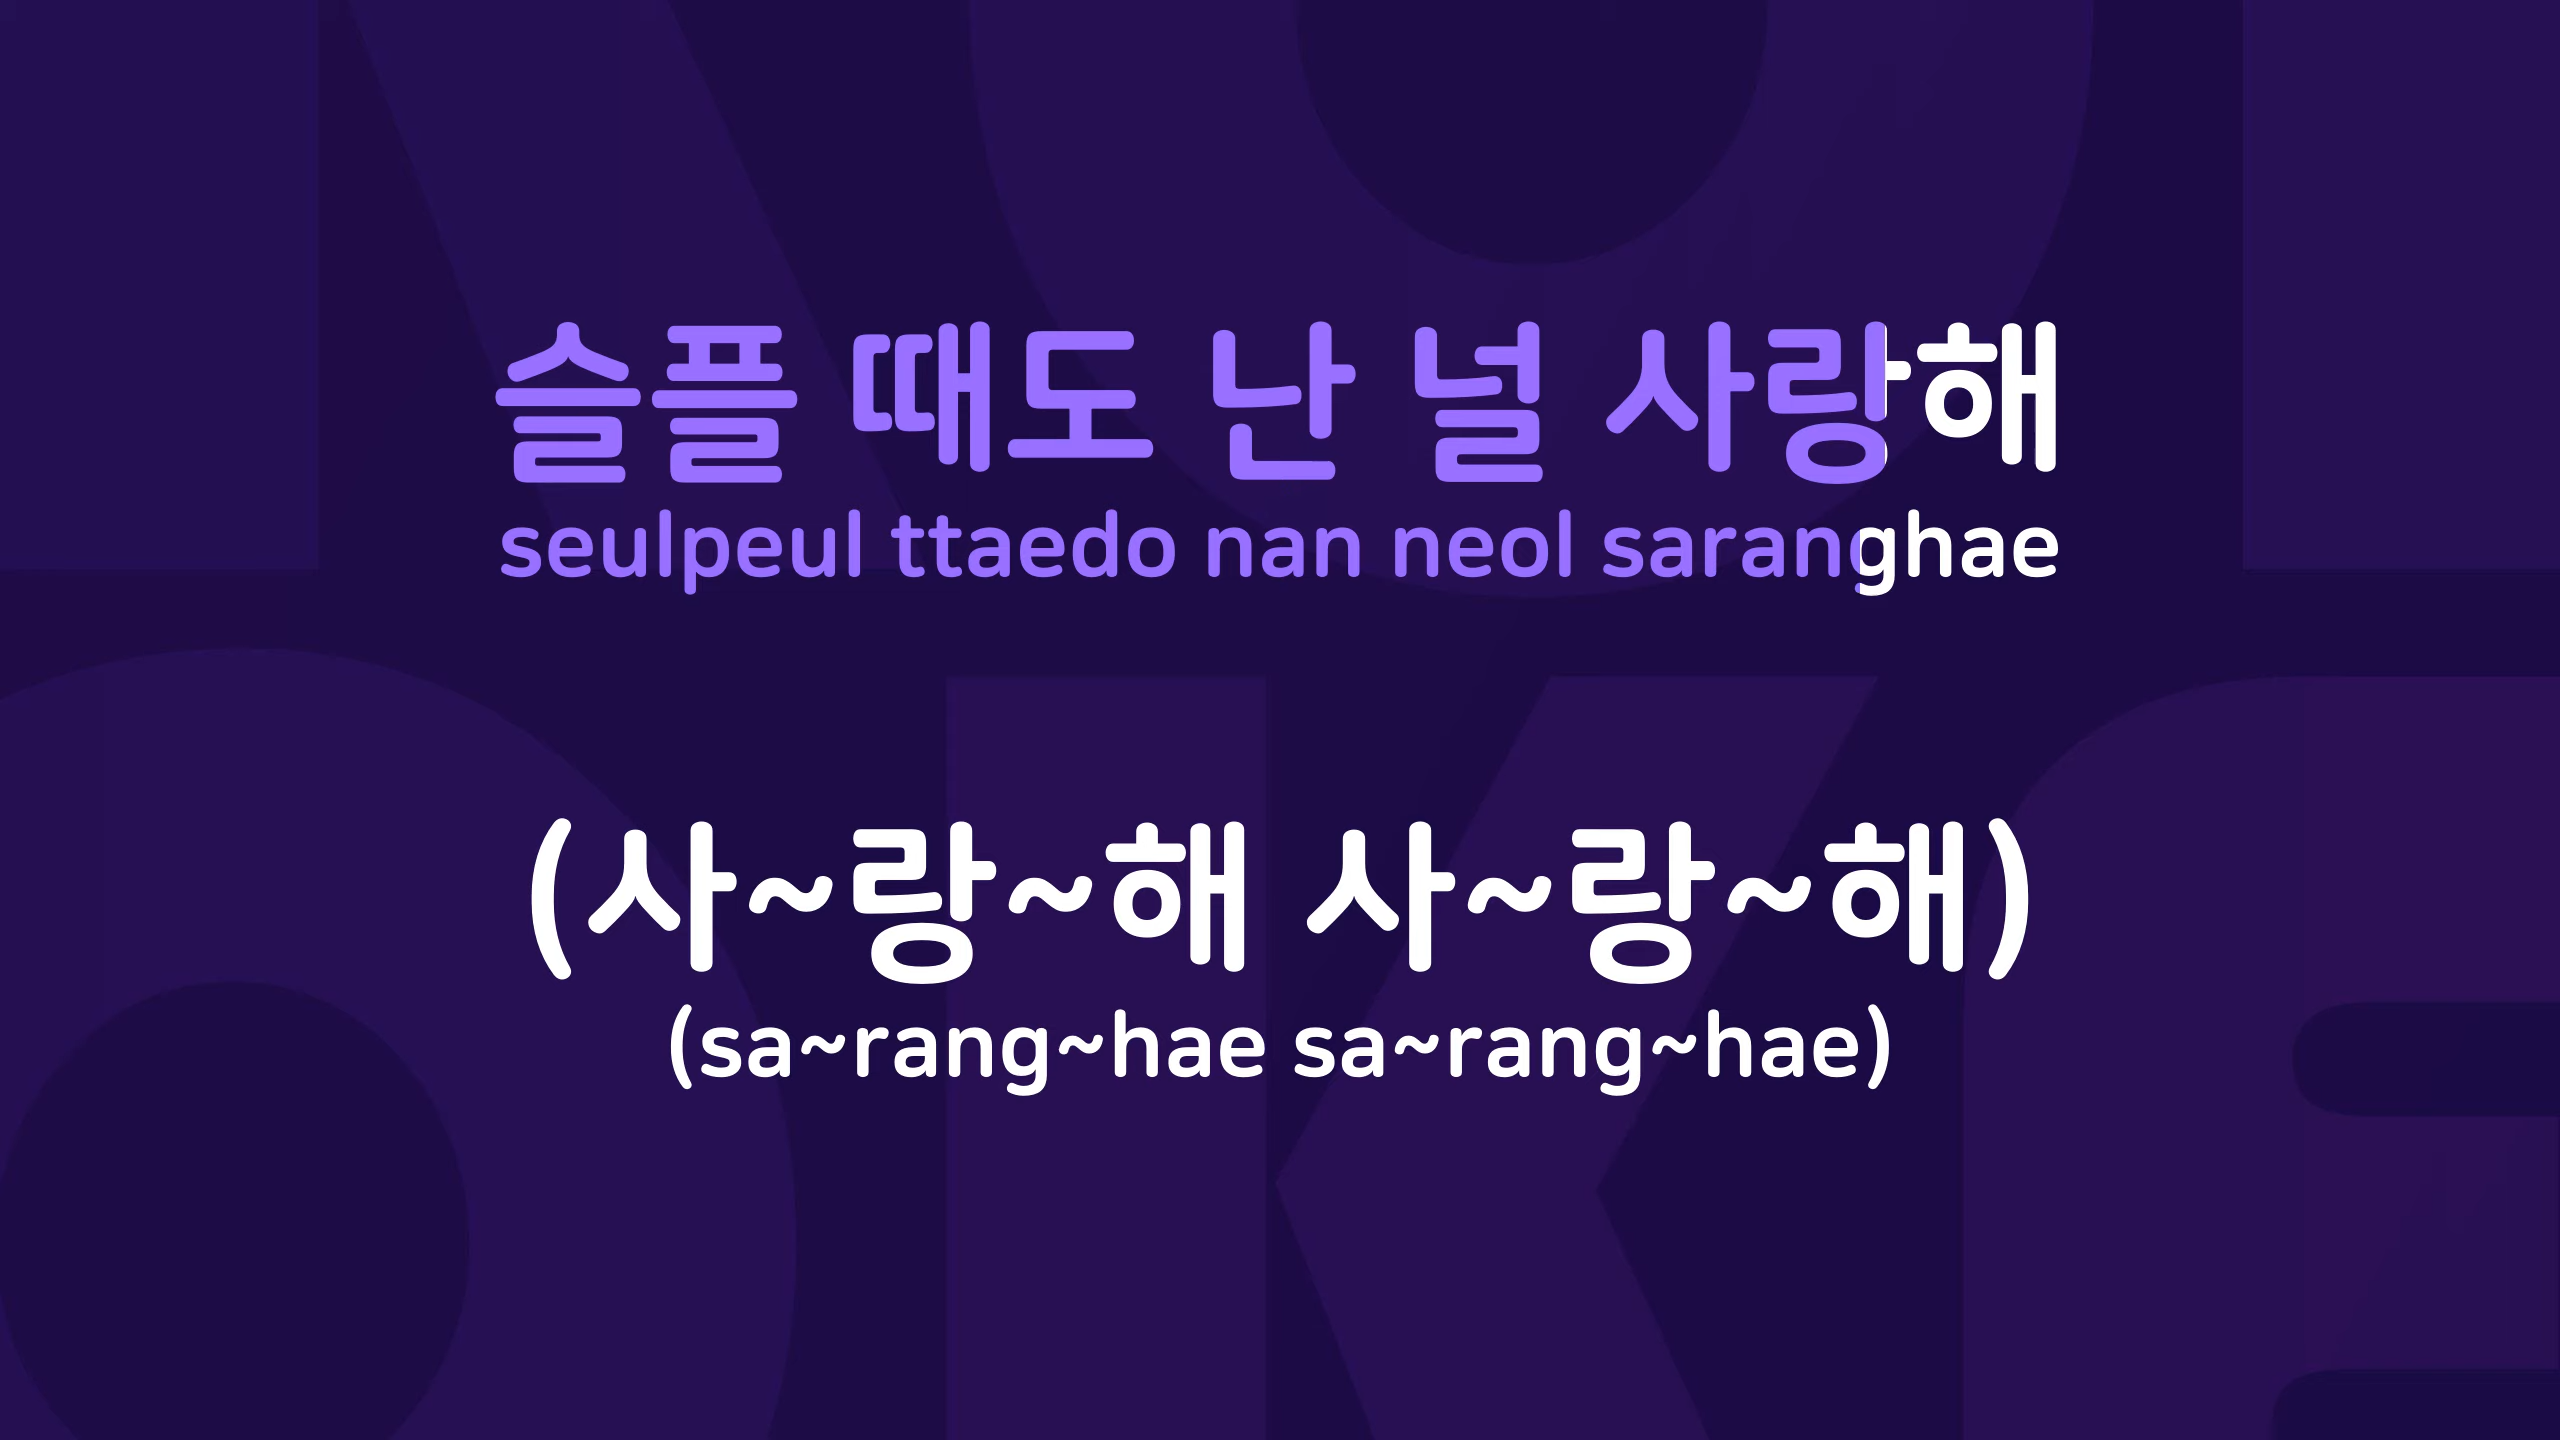 슬플 때도 난 널 사랑해
seulpeul ttaedo nan neol saranghae
(사~랑~해 사~랑~해)
(sa~rang~hae sa~rang~hae)